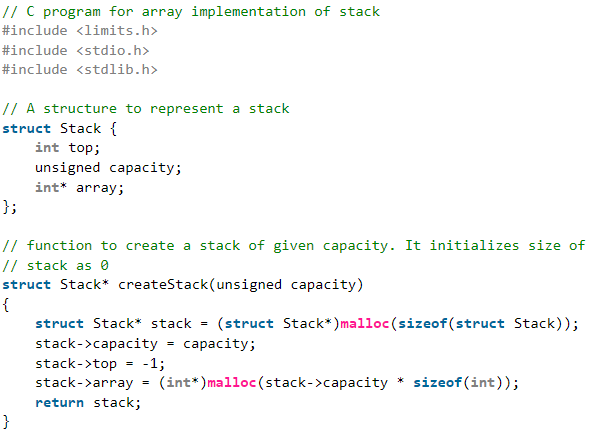 // C program for array implementation of stack
#include <limits.h>
#include <stdio.h>
#include <stdlib.h>

// A structure to represent a stack
struct Stack {
    int top;
    unsigned capacity;
    int* array;
};

// function to create a stack of given capacity. It initializes size of
// stack as 0
struct Stack* createStack(unsigned capacity)
{
    struct Stack* stack = (struct Stack*)malloc(sizeof(struct Stack));
    stack->capacity = capacity;
    stack->top = -1;
    stack->array = (int*)malloc(stack->capacity * sizeof(int));
    return stack;
}